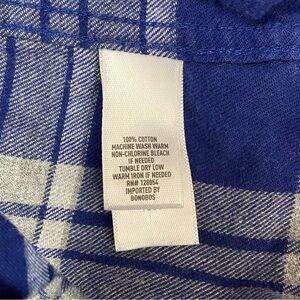 100% COTTON
MACHINE WASH WARM
NON-CHLORINE BLEACH
IF NEEDED
TUMBLE DRY LOW
WARM IRON IF NEEDED
RN# 128054
IMPORTED BY
BONOBOS